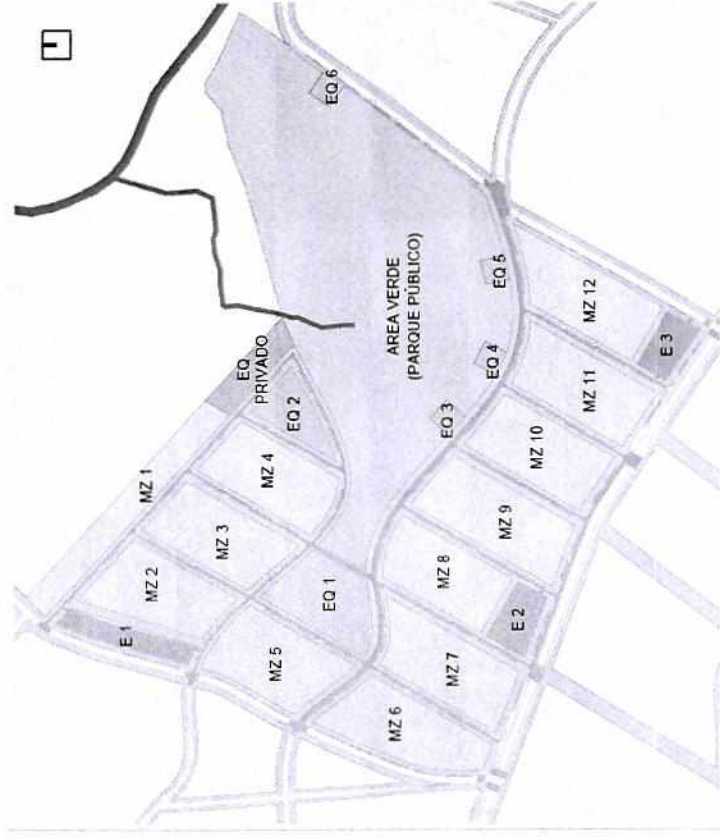 EQ 6
EQ
PRIVADO
EQ 2
AREA VERDE
(PARQUE PÚBLICO)
EQ 5
EQ 4
EQ 3
MZ 1
MZ 4
MZ 3
MZ 2
E 1
EQ 1
MZ 5
MZ 6
MZ 7
MZ 8
E 2
MZ 9
MZ 10
MZ 11
MZ 12
E 3